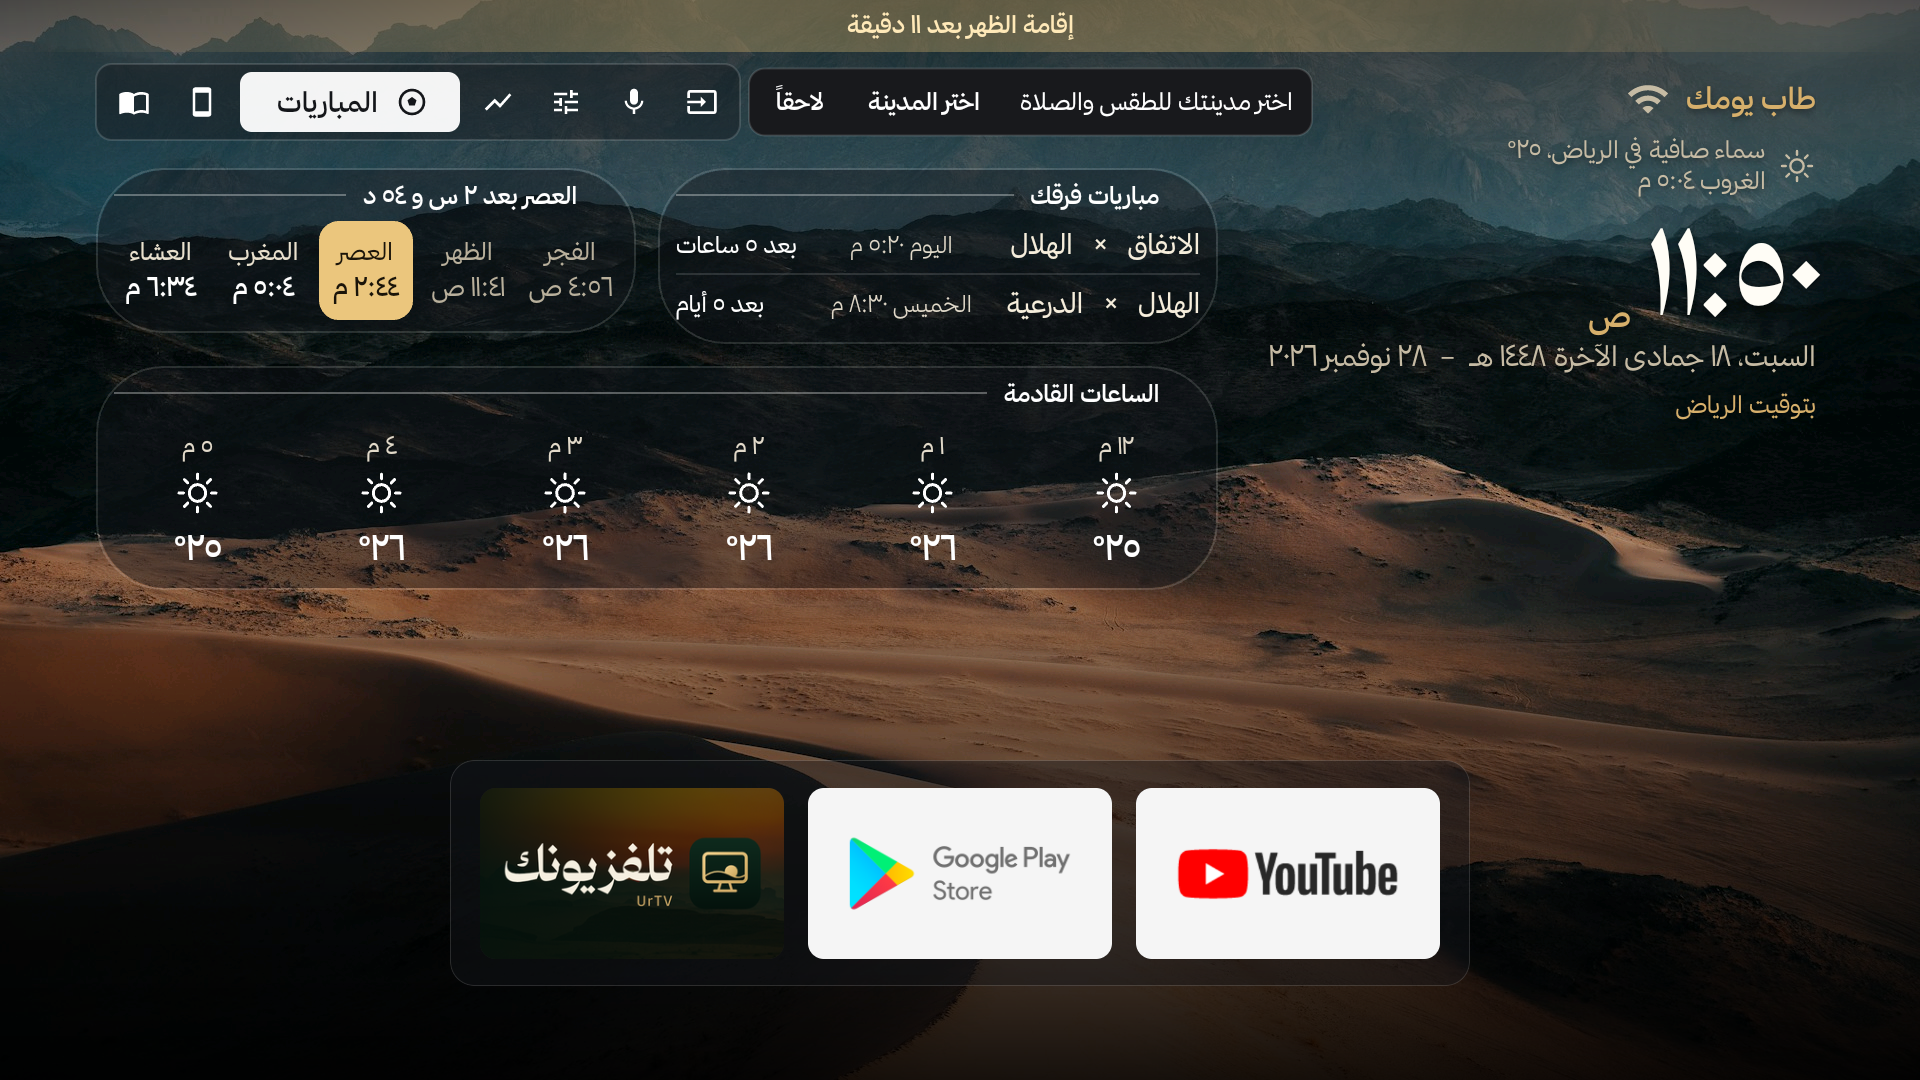 إقامة الظهر بعد ١١ دقيقة
طاب يومك
سماء صافية في الرياض، ٢٥°
الغروب ٥:٠٤ م
١١:٥٠ ص
السبت، ١٨ جمادى الآخرة ١٤٤٨ هـ – ٢٨ نوفمبر ٢٠٢٦
بتوقيت الرياض
اختر مدينتك للطقس والصلاة اختر المدينة لاحقاً
المباريات
مباريات فرقك
الاتفاق × الهلال اليوم ٥:٢٠ م بعد ٥ ساعات
الهلال × الدرعية الخميس ٨:٣٠ م بعد ٥ أيام
العصر بعد ٢ س و ٥٤ د
الفجر الظهر العصر المغرب العشاء
٤:٥٦ ص ١١:٤١ ص ٢:٤٤ م ٥:٠٤ م ٦:٣٤ م
الساعات القادمة
١٢ م ١ م ٢ م ٣ م ٤ م ٥ م
٢٥° ٢٦° ٢٦° ٢٦° ٢٦° ٢٥°
YouTube
Google Play
Store
تلفزيونك
UrTV